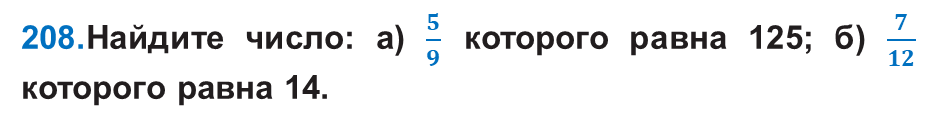 208.Найдите число: а) 5/9 которого равна 125; б) 7/12
которого равна 14.